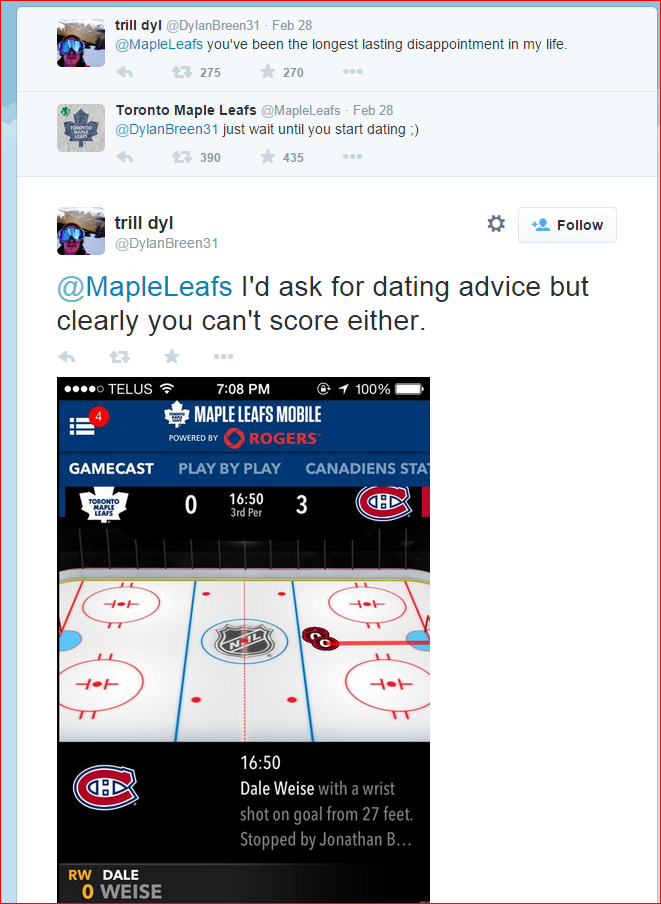 trill dyl @DylanBreen31 · Feb 28
@MapleLeafs you've been the longest lasting disappointment in my life.
275 270
Toronto Maple Leafs @MapleLeafs · Feb 28
@DylanBreen31 just wait until you start dating ;)
390 435
trill dyl
@DylanBreen31
Follow
@MapleLeafs I'd ask for dating advice but
clearly you can't score either.
TELUS 7:08 PM 100%
4
MAPLE LEAFS MOBILE
POWERED BY ROGERS
GAMECAST PLAY BY PLAY CANADIENS STAT
TORONTO
MAPLE
LEAFS
0 16:50 3
3rd Per
NHL
16:50
Dale Weise with a wrist
shot on goal from 27 feet.
Stopped by Jonathan B...
RW DALE
0 WEISE